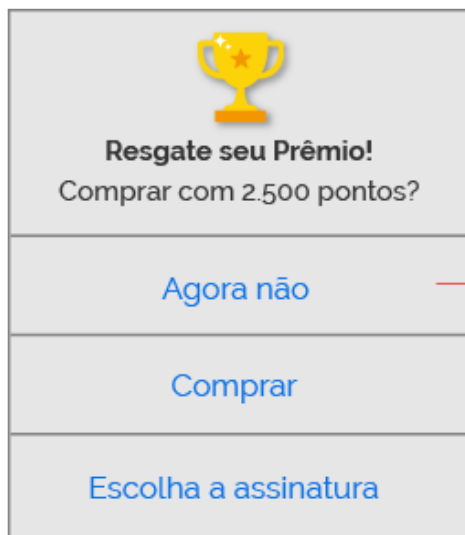 Resgate seu Prêmio!
Comprar com 2.500 pontos?
Agora não
Comprar
Escolha a assinatura